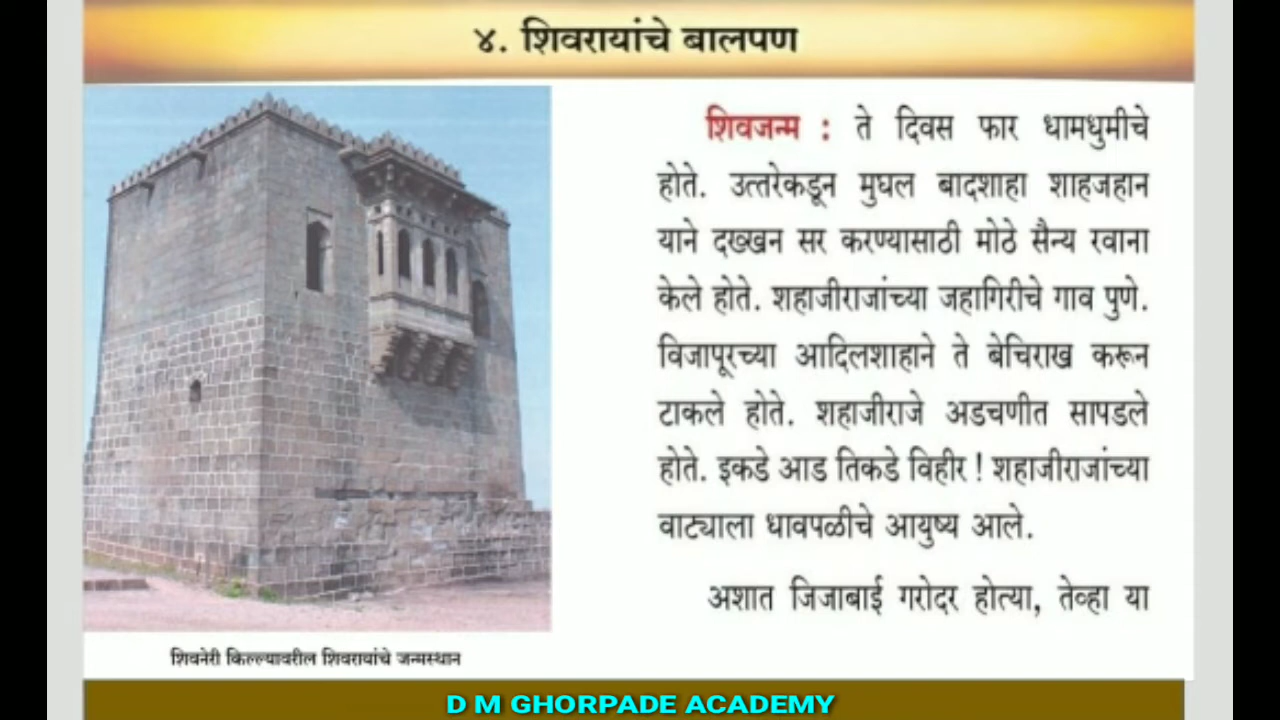 ४. शिवरायांचे बालपण
शिवजन्म : ते दिवस फार धामधुमीचे
होते. उत्तरेकडून मुघल बादशाहा शाहजहान
याने दख्खन सर करण्यासाठी मोठे सैन्य रवाना
केले होते. शहाजीराजांच्या जहागिरीचे गाव पुणे.
विजापूरच्या आदिलशाहाने ते बेचिराख करून
टाकले होते. शहाजीराजे अडचणीत सापडले
होते. इकडे आड तिकडे विहीर ! शहाजीराजांच्या
वाट्याला धावपळीचे आयुष्य आले.
अशात जिजाबाई गरोदर होत्या, तेव्हा या
शिवनेरी किल्ल्यावरील शिवरायांचे जन्मस्थान
D M GHORPADE ACADEMY